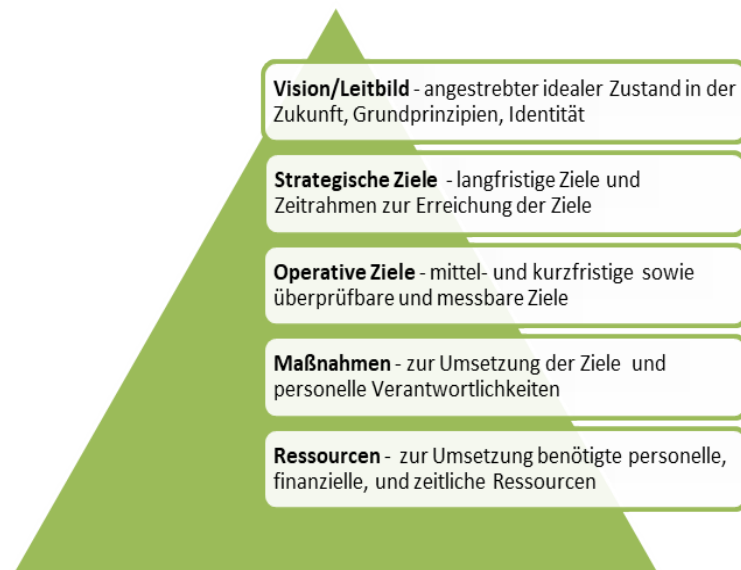 Vision/Leitbild - angestrebter idealer Zustand in der
Zukunft, Grundprinzipien, Identität
Strategische Ziele - langfristige Ziele und
Zeitrahmen zur Erreichung der Ziele
Operative Ziele - mittel- und kurzfristige sowie
überprüfbare und messbare Ziele
Maßnahmen - zur Umsetzung der Ziele und
personelle Verantwortlichkeiten
Ressourcen - zur Umsetzung benötigte personelle,
finanzielle, und zeitliche Ressourcen